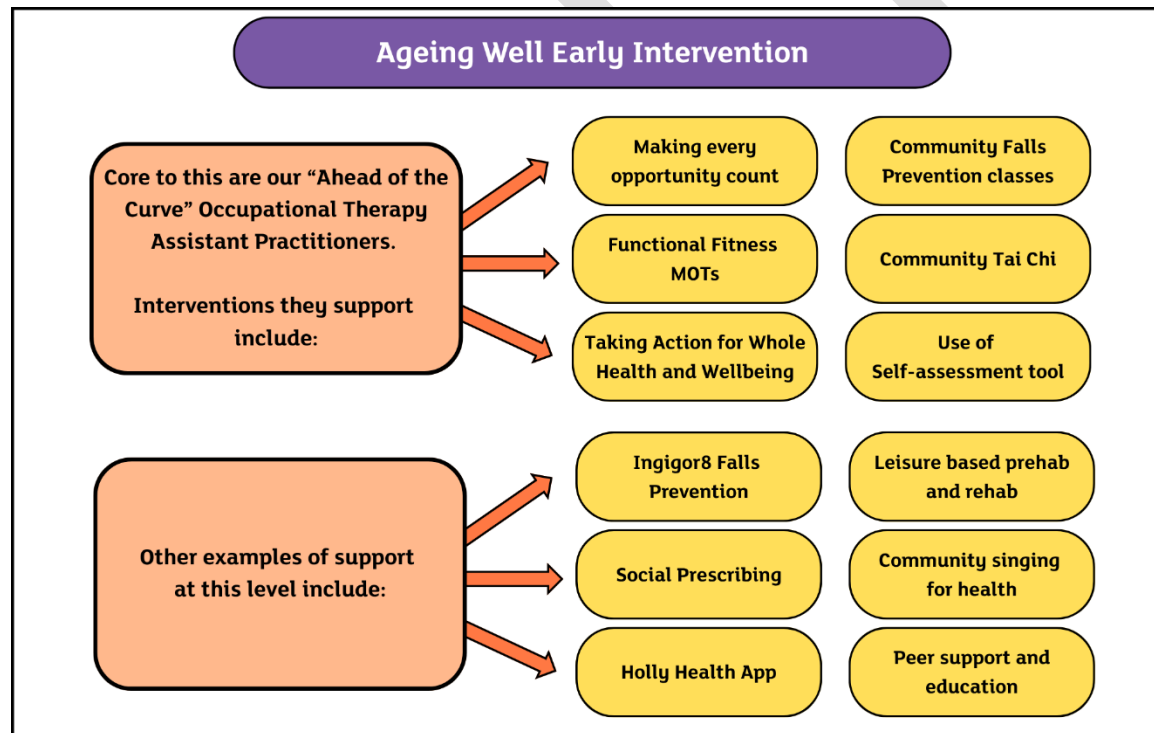 Ageing Well Early Intervention
Core to this are our “Ahead of the
Curve” Occupational Therapy
Assistant Practitioners.
Interventions they support
include:
Making every
opportunity count
Community Falls
Prevention classes
Functional Fitness
MOTs
Community Tai Chi
Taking Action for Whole
Health and Wellbeing
Use of
Self-assessment tool
Other examples of support
at this level include:
Ingigor8 Falls
Prevention
Leisure based prehab
and rehab
Social Prescribing
Community singing
for health
Holly Health App
Peer support and
education